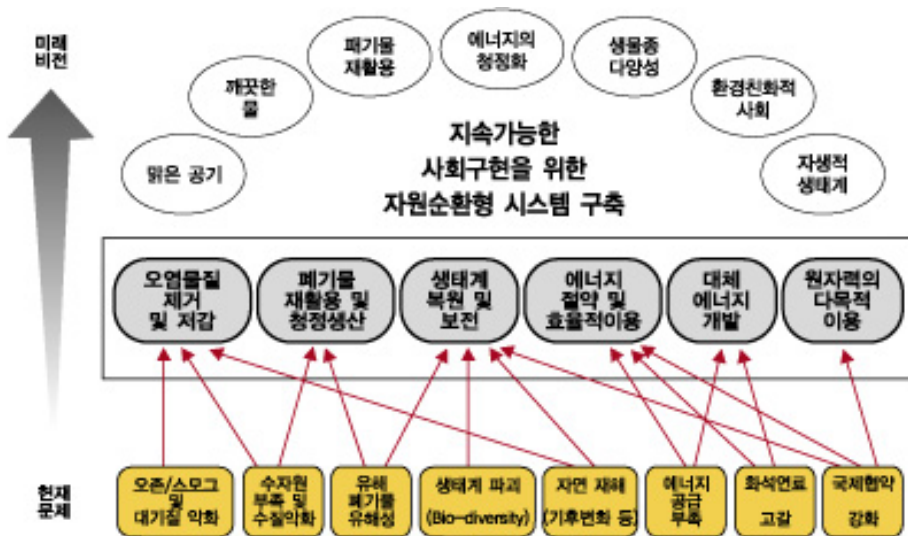 미래
비전
맑은 공기
깨끗한
물
패기물
재활용
에너지의
청정화
생물종
다양성
환경친화적
사회
자생적
생태계
지속가능한
사회구현을 위한
자원순환형 시스템 구축
오염물질
제거
및 저감
폐기물
재활용 및
청정생산
생태계
복원 및
보전
에너지
절약 및
효율적이용
대체
에너지
개발
원자력의
다목적
이용
현재
문제
오존/스모그
및
대기질 악화
수자원
부족 및
수질악화
유해
폐기물
유해성
생태계 파괴
(Bio-diversity)
자연 재해
(기후변화 등)
에너지
공급
부족
화석연료
고갈
국제협약
강화